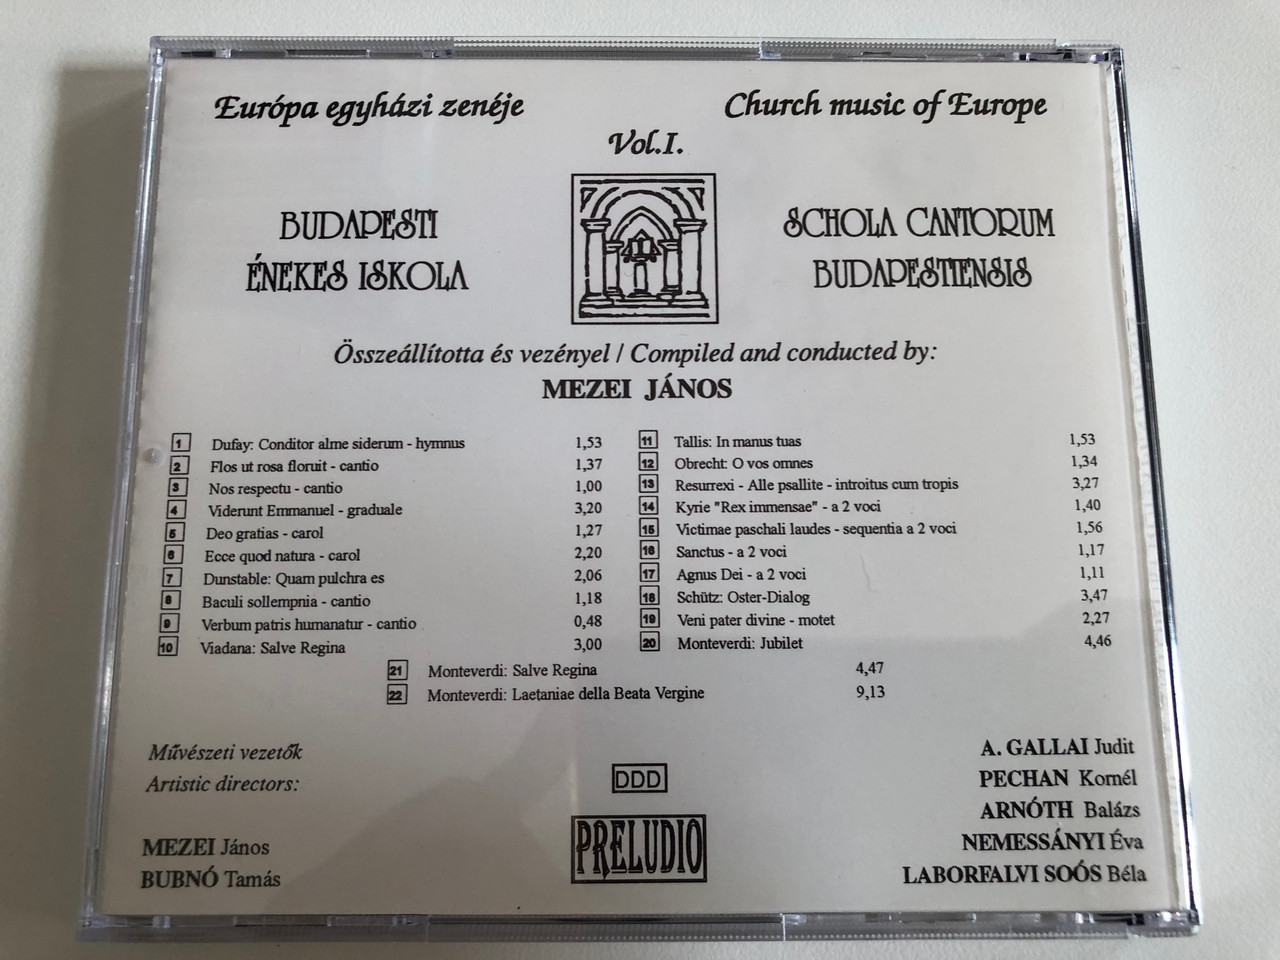 Európa egyházi zenéje
Church music of Europe
Vol.I.
BUDAPESTI
ÉNEKES ISKOLA
SCHOLA CANTORUM
BUDAPESTIENSIS
Összeállította és vezényel / Compiled and conducted by:
MEZEI JÁNOS
1 Dufay: Conditor alme siderum - hymnus 1,53
2 Flos ut rosa floruit - cantio 1,37
3 Nos respectu - cantio 1,00
4 Viderunt Emmanuel - graduale 3,20
5 Deo gratias - carol 1,27
6 Ecce quod natura - carol 2,20
7 Dunstable: Quam pulchra es 2,06
8 Baculi sollempnia - cantio 1,18
9 Verbum patris humanatur - cantio 0,48
10 Viadana: Salve Regina 3,00
11 Tallis: In manus tuas 1,53
12 Obrecht: O vos omnes 1,34
13 Resurrexi - Alle psallite - introitus cum tropis 3,27
14 Kyrie "Rex immensae" - a 2 voci 1,40
15 Victimae paschali laudes - sequentia a 2 voci 1,56
16 Sanctus - a 2 voci 1,17
17 Agnus Dei - a 2 voci 1,11
18 Schütz: Oster-Dialog 3,47
19 Veni pater divine - motet 2,27
20 Monteverdi: Jubilet 4,46
21 Monteverdi: Salve Regina 4,47
22 Monteverdi: Laetaniae della Beata Vergine 9,13
Művészeti vezetők
Artistic directors:
MEZEI János
BUBNÓ Tamás
DDD
PRELUDIO
A. GALLAI Judit
PECHAN Kornél
ARNÓTH Balázs
NEMESSÁNYI Éva
LABORFALVI SOÓS Béla